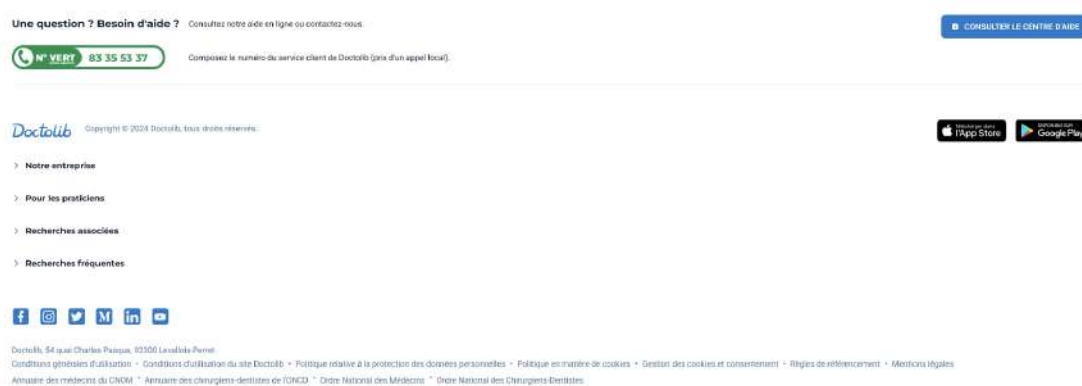 Une question ? Besoin d'aide ? Consultez notre aide en ligne ou contactez-nous.
CONSULTER LE CENTRE D'AIDE
N° VERT 83 35 53 37 Composez le numéro du service client de Doctolib (prix d'un appel local).
Doctolib Copyright © 2024 Doctolib, tous droits réservés.
Télécharger dans l'App Store
DISPONIBLE SUR Google Play
Notre entreprise
Pour les praticiens
Recherches associées
Recherches fréquentes
Doctolib, 54 quai Charles Pasqua, 92300 Levallois-Perret
Conditions générales d'utilisation • Conditions d'utilisation du site Doctolib • Politique relative à la protection des données personnelles • Politique en matière de cookies • Gestion des cookies et consentement • Règles de référencement • Mentions légales
Annuaire des médecins du CNOM • Annuaire des chirurgiens-dentistes de l'ONCD • Ordre National des Médecins • Ordre National des Chirurgiens-Dentistes